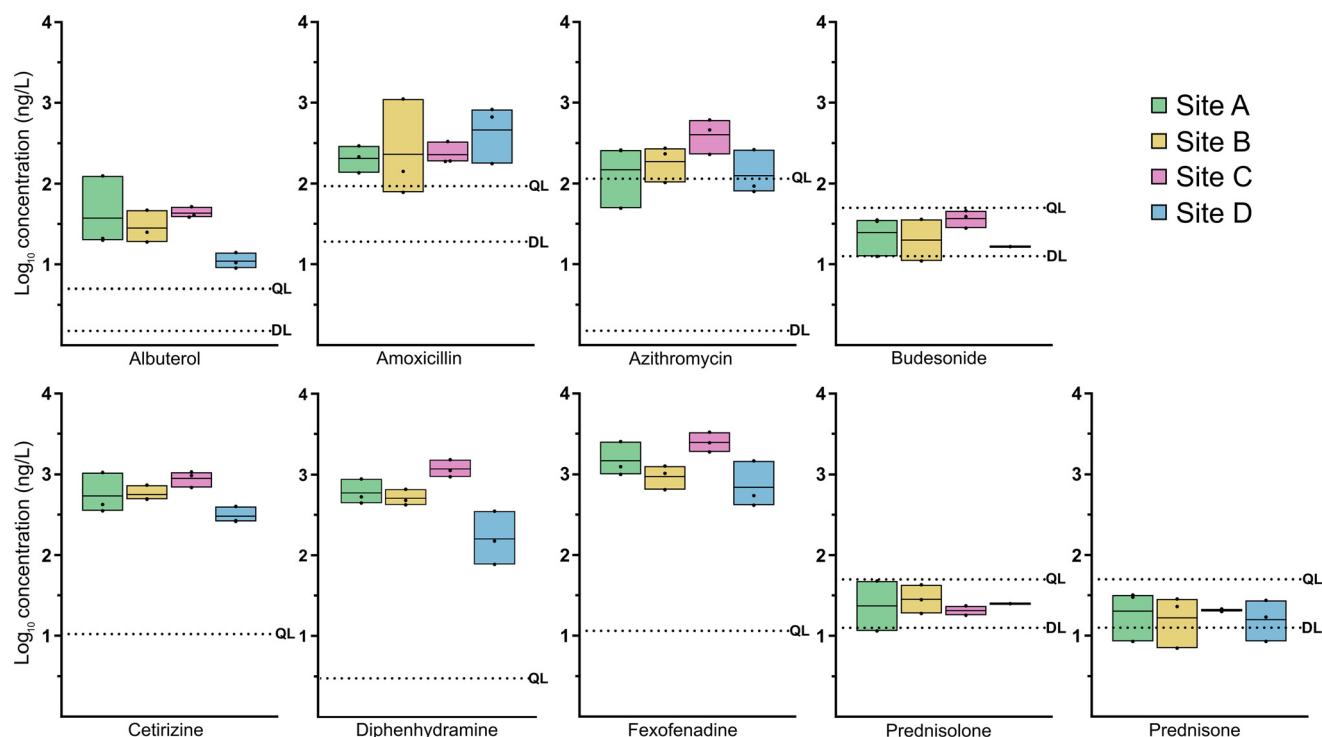 Log10 concentration (ng/L)
4
3
2
1
QL
DL
Albuterol
4
3
2
1
QL
DL
Amoxicillin
4
3
2
1
QL
DL
Azithromycin
4
3
2
1
QL
DL
Budesonide
Site A
Site B
Site C
Site D
Log10 concentration (ng/L)
4
3
2
1
QL
Cetirizine
4
3
2
1
QL
Diphenhydramine
4
3
2
1
QL
Fexofenadine
4
3
2
1
QL
DL
Prednisolone
4
3
2
1
QL
DL
Prednisone